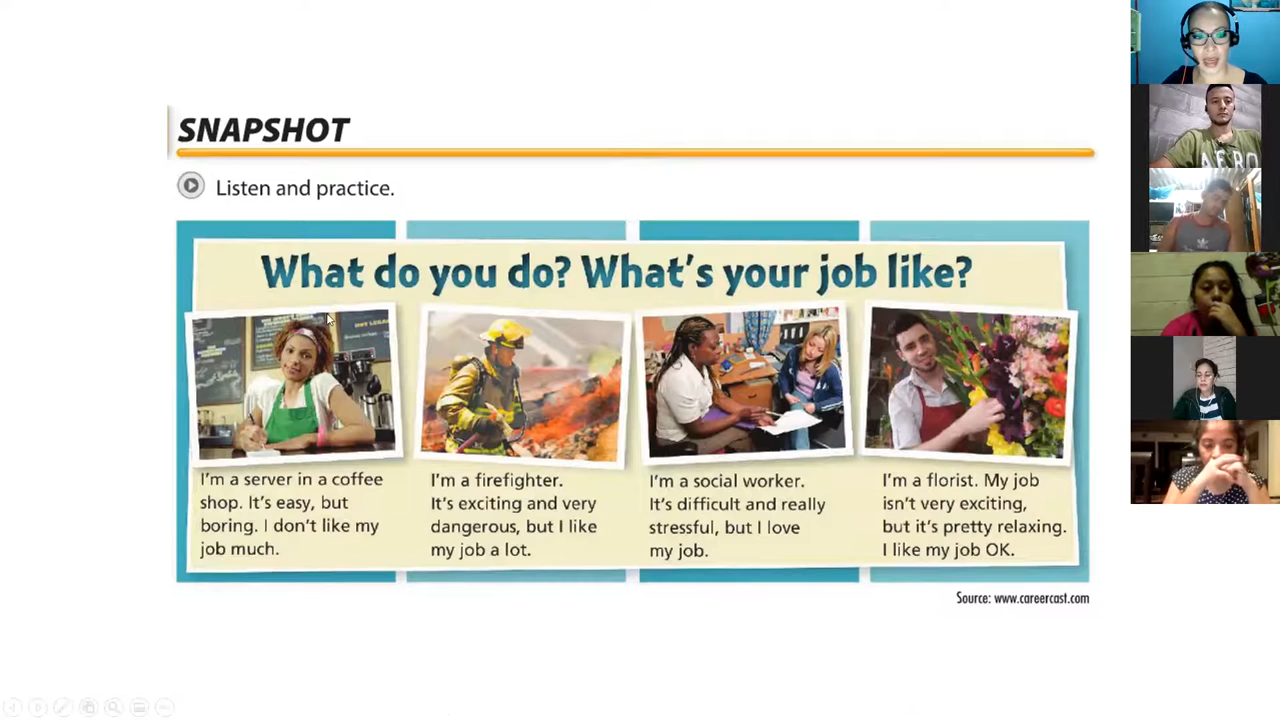 SNAPSHOT
Listen and practice.
What do you do? What's your job like?
I'm a server in a coffee
shop. It's easy, but
boring. I don't like my
job much.
I'm a firefighter.
It's exciting and very
dangerous, but I like
my job a lot.
I'm a social worker.
It's difficult and really
stressful, but I love
my job.
I'm a florist. My job
isn't very exciting,
but it's pretty relaxing.
I like my job OK.
Source: www.careercast.com
AERO